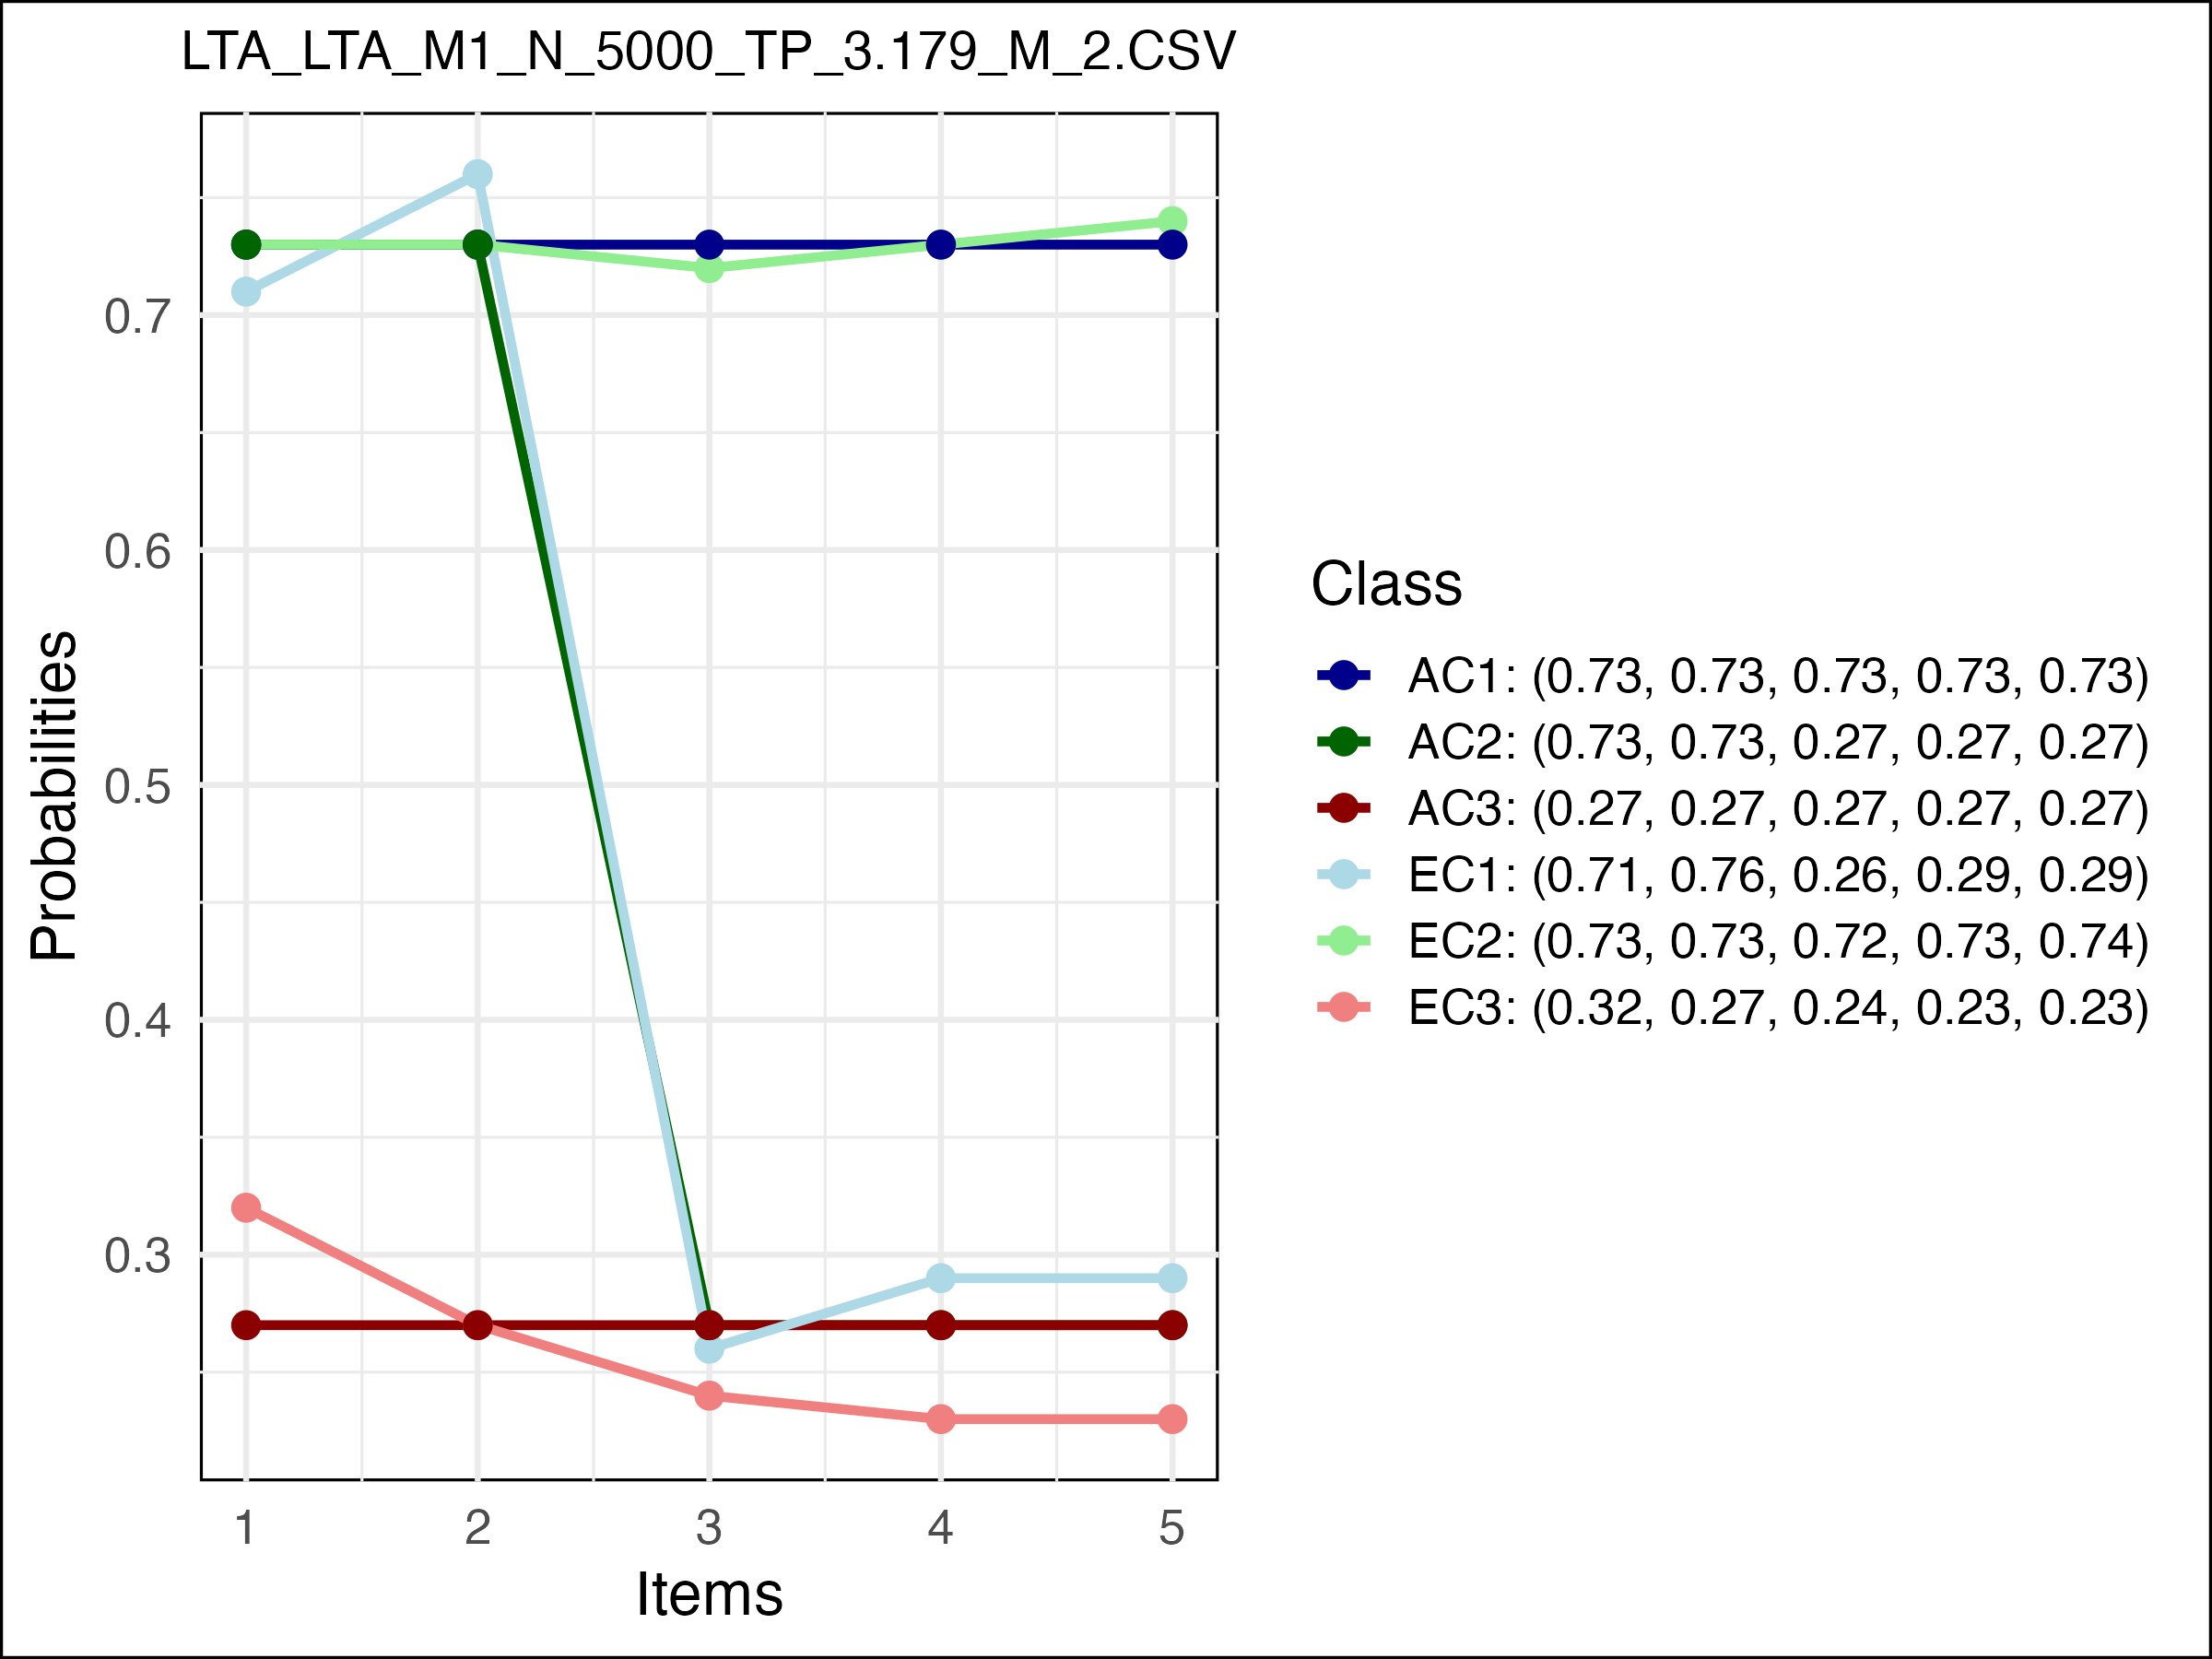 LTA_LTA_M1_N_5000_TP_3.179_M_2.CSV
Probabilities
0.7
0.6
0.5
0.4
0.3
1 2 3 4 5
Items
Class
AC1: (0.73, 0.73, 0.73, 0.73, 0.73)
AC2: (0.73, 0.73, 0.27, 0.27, 0.27)
AC3: (0.27, 0.27, 0.27, 0.27, 0.27)
EC1: (0.71, 0.76, 0.26, 0.29, 0.29)
EC2: (0.73, 0.73, 0.72, 0.73, 0.74)
EC3: (0.32, 0.27, 0.24, 0.23, 0.23)